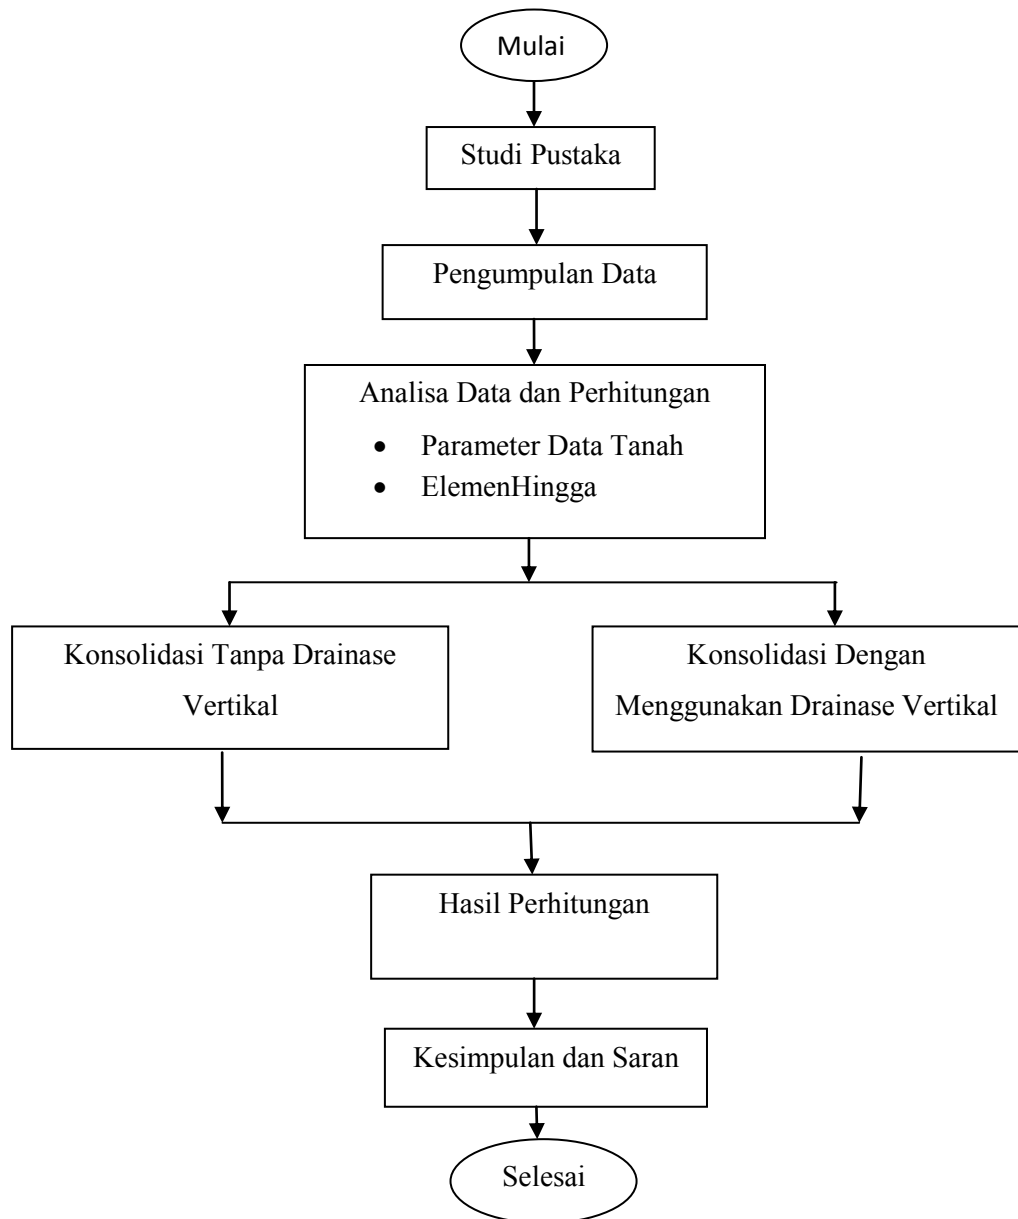 Mulai
Studi Pustaka
Pengumpulan Data
Analisa Data dan Perhitungan
• Parameter Data Tanah
• ElemenHingga
Konsolidasi Tanpa Drainase
Vertikal
Konsolidasi Dengan
Menggunakan Drainase Vertikal
Hasil Perhitungan
Kesimpulan dan Saran
Selesai